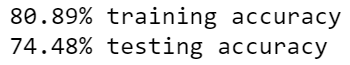 80.89% training accuracy
74.48% testing accuracy